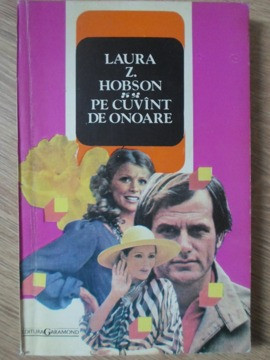 LAURA
Z.
HOBSON
PE CUVÎNT
DE ONOARE
EDITURA GARAMOND